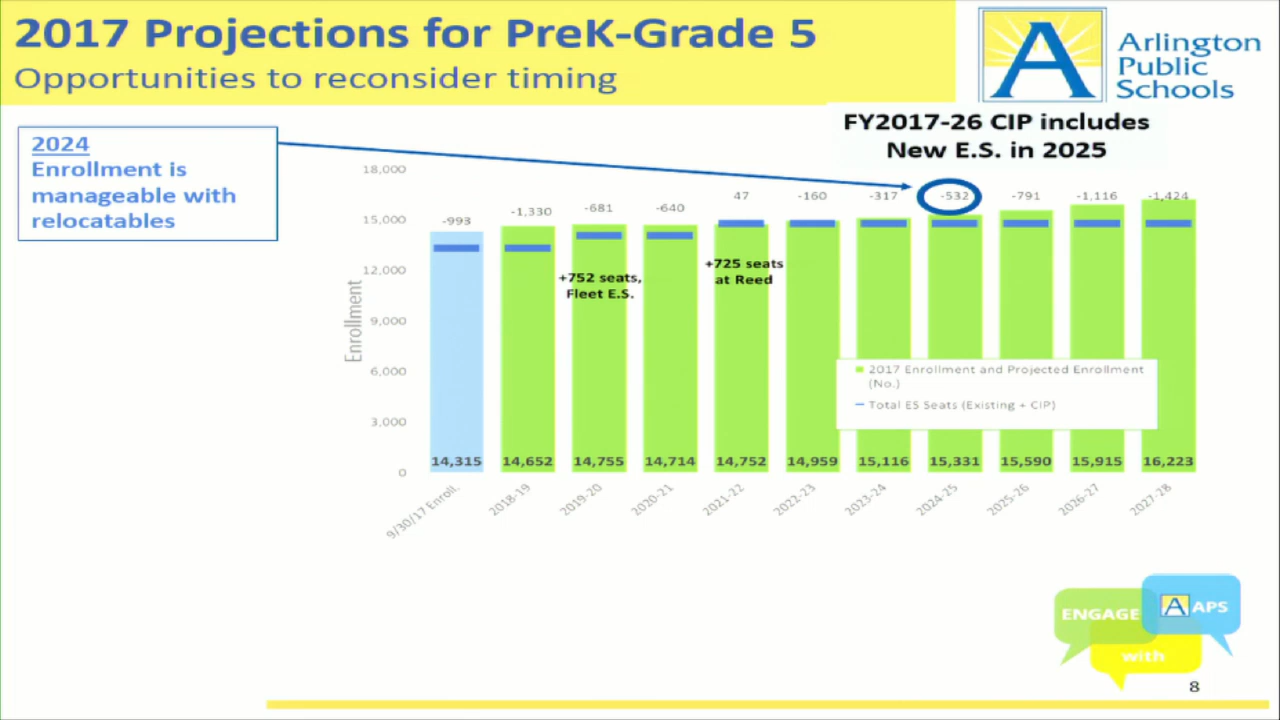 2017 Projections for PreK-Grade 5
Opportunities to reconsider timing
Arlington
Public
Schools
FY2017-26 CIP includes
New E.S. in 2025
2024
Enrollment is
manageable with
relocatables
Enrollment
18,000
15,000
12,000
9,000
6,000
3,000
0
-993
-1,330
-681
-640
47
-160
-317
-532
-791
-1,116
-1,424
+752 seats,
Fleet E.S.
+725 seats
at Reed
2017 Enrollment and Projected Enrollment
(No.)
Total ES Seats (Existing + CIP)
14,315
14,652
14,755
14,714
14,752
14,959
15,116
15,331
15,590
15,915
16,223
9/30/17 Enroll.
2018-19
2019-20
2020-21
2021-22
2022-23
2023-24
2024-25
2025-26
2026-27
2027-28
ENGAGE
with
A APS
8